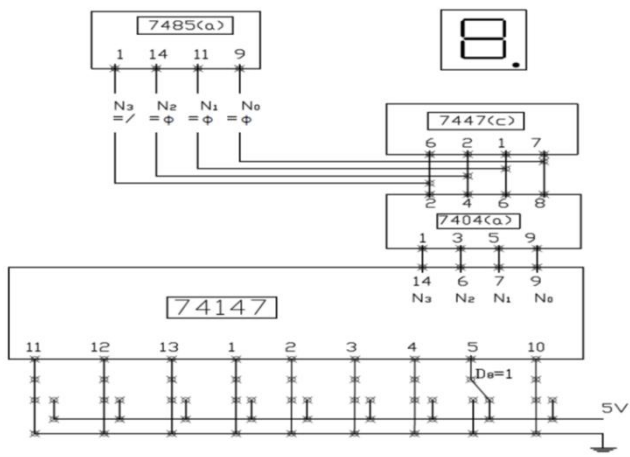 7485(a)
1 14 11 9
N3 N2 N1 N0
=/ =ф =ф =ф
7447(c)
6 2 1 7
2 4 6 8
7404(a)
1 3 5 9
14 6 7 9
N3 N2 N1 N0
74147
11 12 13 1 2 3 4 5 10
D8=1
5V